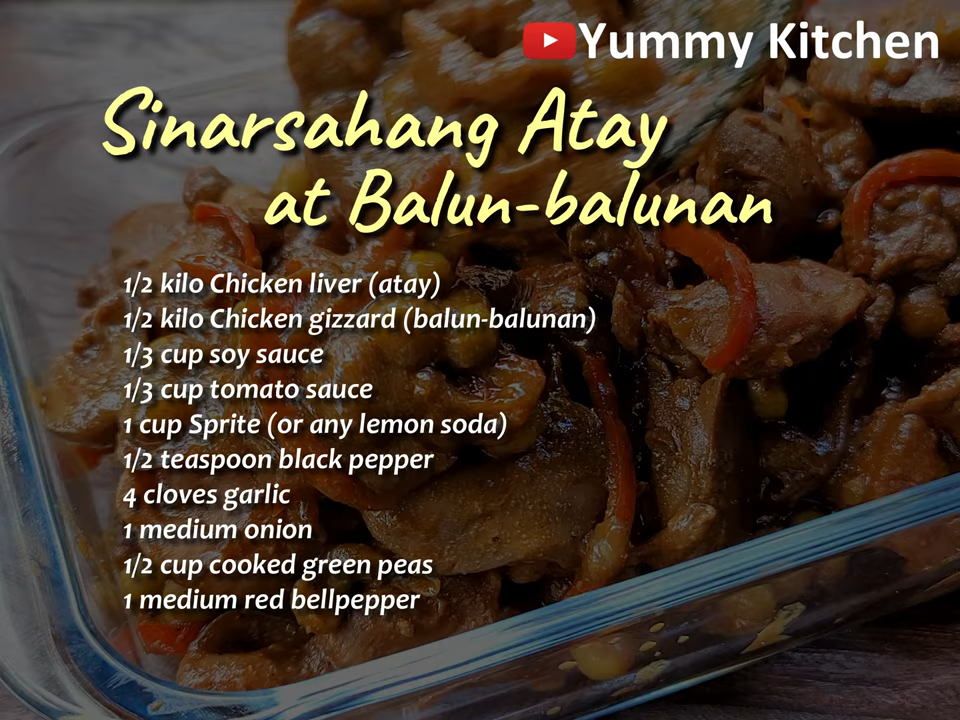 Yummy Kitchen
Sinarsahang Atay
at Balun-balunan
1/2 kilo Chicken liver (atay)
1/2 kilo Chicken gizzard (balun-balunan)
1/3 cup soy sauce
1/3 cup tomato sauce
1 cup Sprite (or any lemon soda)
1/2 teaspoon black pepper
4 cloves garlic
1 medium onion
1/2 cup cooked green peas
1 medium red bellpepper